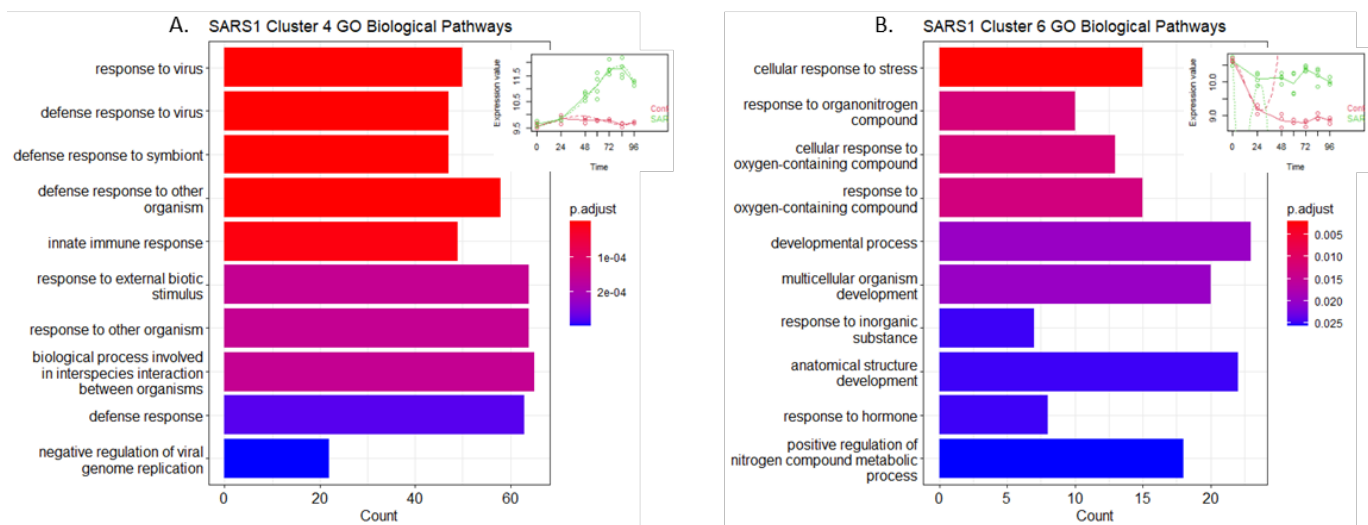 A.
SARS1 Cluster 4 GO Biological Pathways
response to virus
defense response to virus
defense response to symbiont
defense response to other
organism
innate immune response
response to external biotic
stimulus
response to other organism
biological process involved
in interspecies interaction
between organisms
defense response
negative regulation of viral
genome replication
0 20 40 60
Count
Expression value
11.5
10.5
9.5
0 24 48 72 96
Time
Cont
SAR
p.adjust
1e-04
2e-04
B.
SARS1 Cluster 6 GO Biological Pathways
cellular response to stress
response to organonitrogen
compound
cellular response to
oxygen-containing compound
response to
oxygen-containing compound
developmental process
multicellular organism
development
response to inorganic
substance
anatomical structure
development
response to hormone
positive regulation of
nitrogen compound metabolic
process
0 5 10 15 20
Count
Expression value
10.0
9.0
0 24 48 72 96
Time
Cont
SAR
p.adjust
0.005
0.010
0.015
0.020
0.025